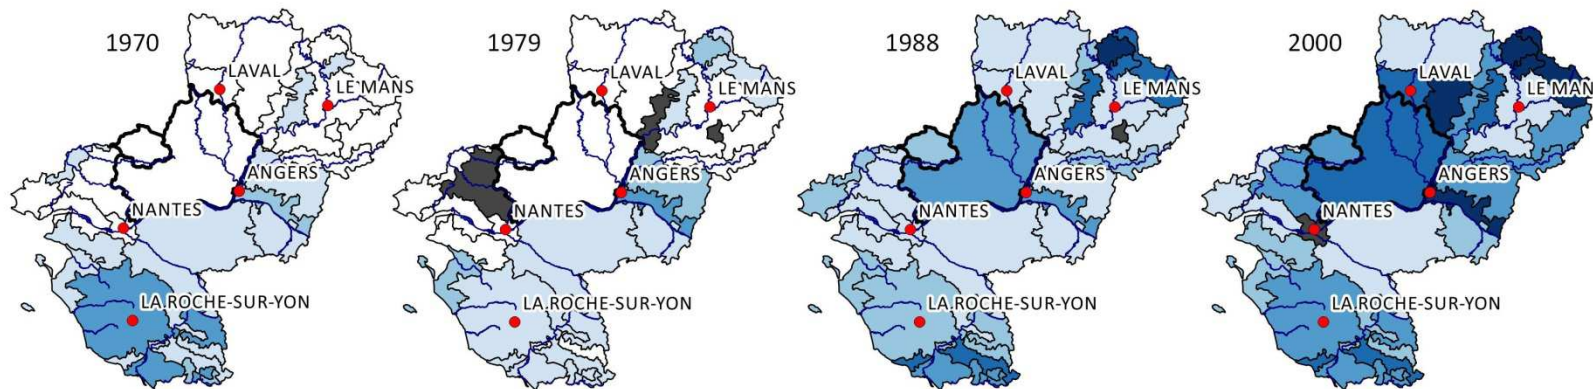 1970
LAVAL
LE MANS
ANGERS
NANTES
LA ROCHE-SUR-YON
1979
LAVAL
LE MANS
ANGERS
NANTES
LA ROCHE-SUR-YON
1988
LAVAL
LE MANS
ANGERS
NANTES
LA ROCHE-SUR-YON
2000
LAVAL
LE MANS
ANGERS
NANTES
LA ROCHE-SUR-YON